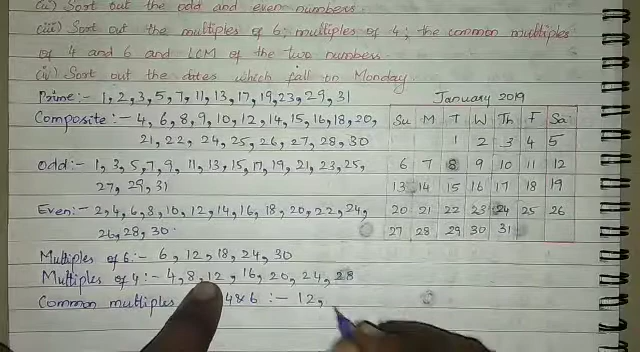 (ii) Sort out the odd and even numbers.
(iii) Sort out the multiples of 6; multiples of 4; the common multiples
of 4 and 6 and LCM of the two numbers.
(iv) Sort out the dates which fall on Monday.
Prime:- 1,2,3,5,7,11,13,17,19,23,29,31
Composite:- 4,6,8,9,10,12,14,15,16,18,20,
21,22,24,25,26,27,28,30
Odd:- 1,3,5,7,9,11,13,15,17,19,21,23,25,
27,29,31
Even:- 2,4,6,8,10,12,14,16,18,20,22,24,
26,28,30.
Multiples of 6:- 6,12,18,24,30
Multiples of 4:- 4,8,12,16,20,24,28
Common multiples 4&6 :- 12,
January 2019
Su M T W Th F Sa
1 2 3 4 5
6 7 8 9 10 11 12
13 14 15 16 17 18 19
20 21 22 23 24 25 26
27 28 29 30 31